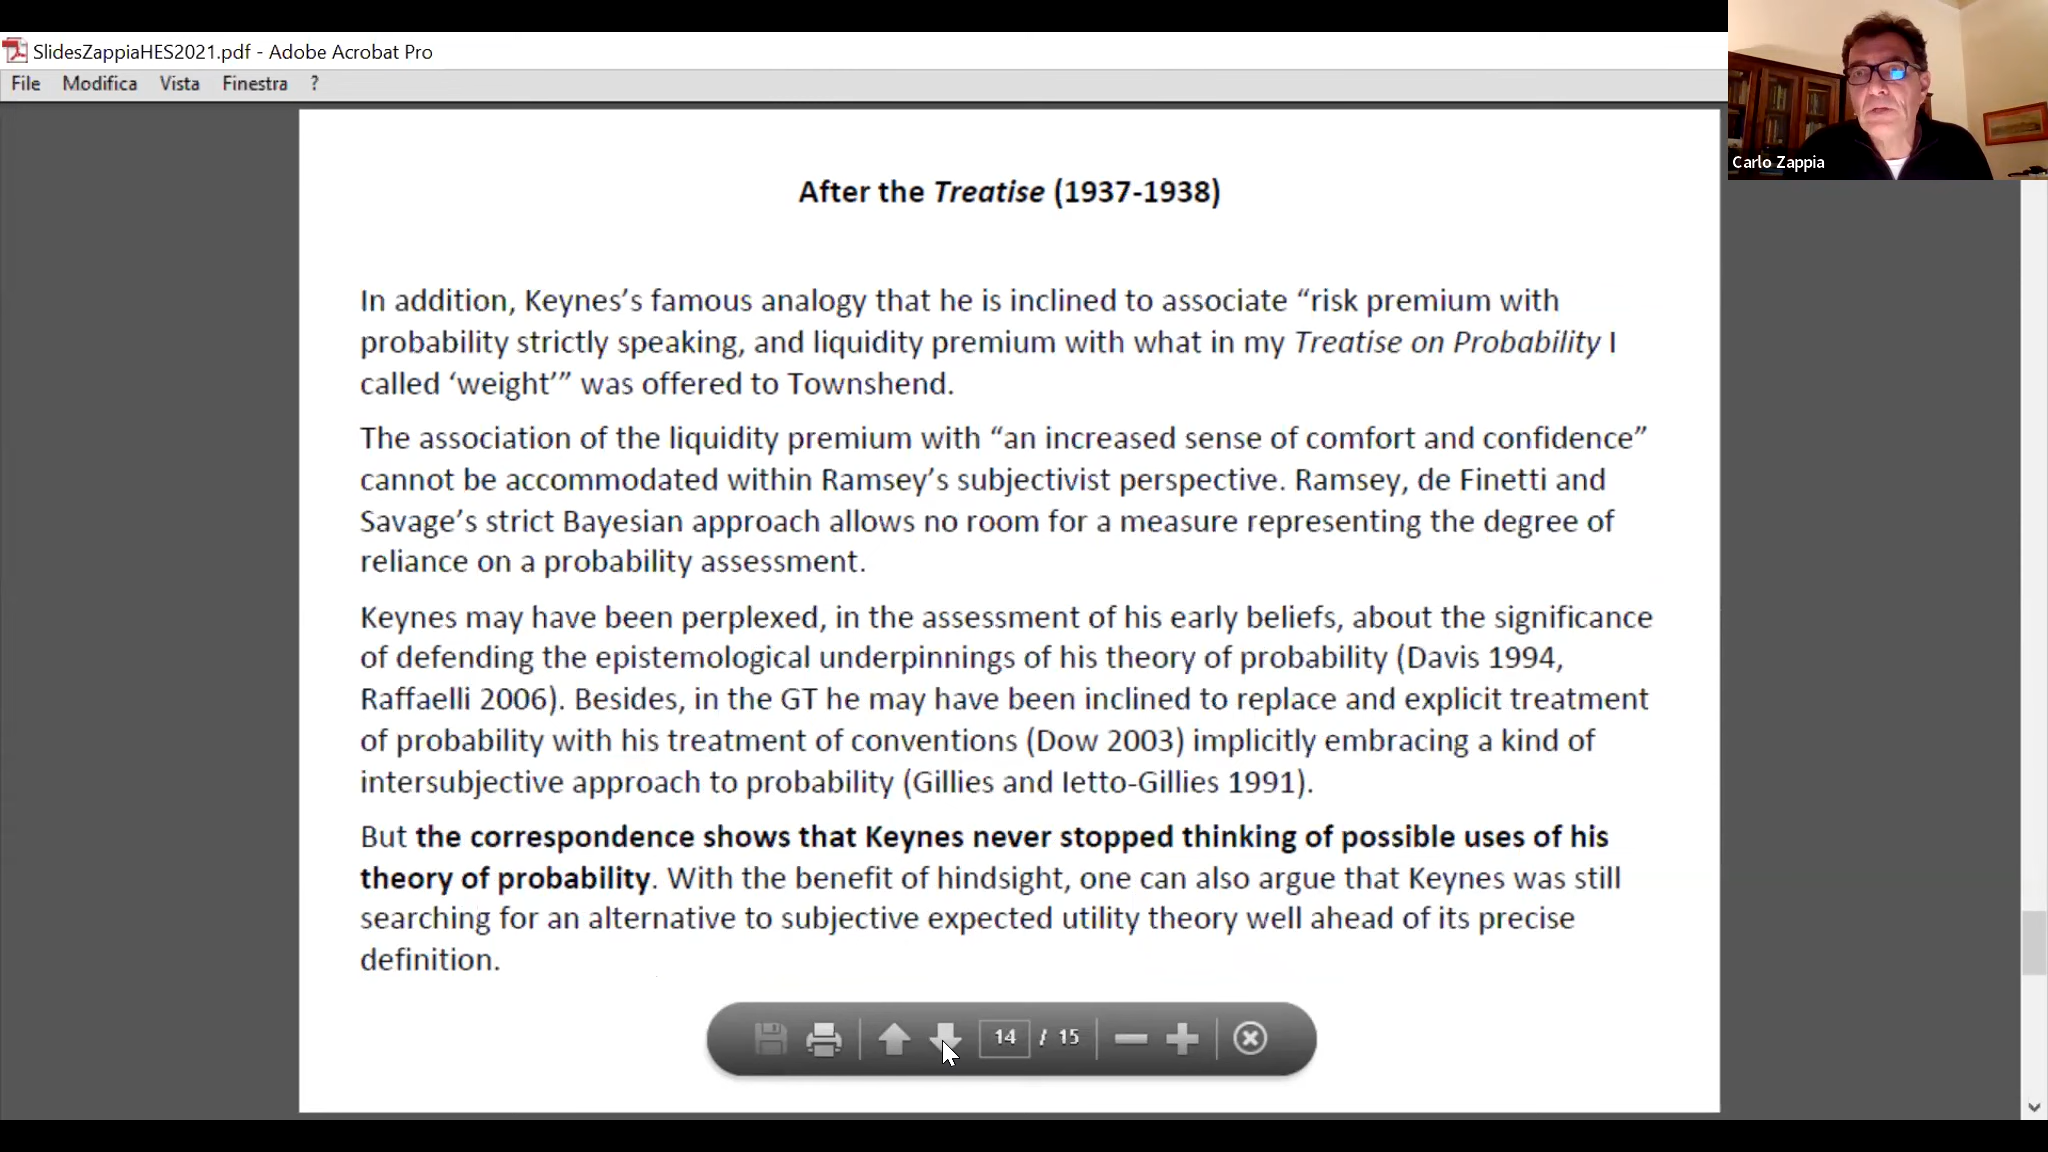 SlidesZappiaHES2021.pdf - Adobe Acrobat Pro
File Modifica Vista Finestra ?
Carlo Zappia
After the Treatise (1937-1938)
In addition, Keynes’s famous analogy that he is inclined to associate “risk premium with
probability strictly speaking, and liquidity premium with what in my Treatise on Probability I
called ‘weight’” was offered to Townshend.
The association of the liquidity premium with “an increased sense of comfort and confidence”
cannot be accommodated within Ramsey’s subjectivist perspective. Ramsey, de Finetti and
Savage’s strict Bayesian approach allows no room for a measure representing the degree of
reliance on a probability assessment.
Keynes may have been perplexed, in the assessment of his early beliefs, about the significance
of defending the epistemological underpinnings of his theory of probability (Davis 1994,
Raffaelli 2006). Besides, in the GT he may have been inclined to replace and explicit treatment
of probability with his treatment of conventions (Dow 2003) implicitly embracing a kind of
intersubjective approach to probability (Gillies and Ietto-Gillies 1991).
But the correspondence shows that Keynes never stopped thinking of possible uses of his
theory of probability. With the benefit of hindsight, one can also argue that Keynes was still
searching for an alternative to subjective expected utility theory well ahead of its precise
definition.
14 / 15